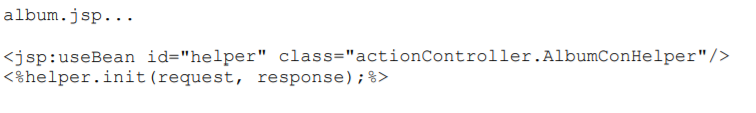 album.jsp...
<jsp:useBean id="helper" class="actionController.AlbumConHelper"/>
<%helper.init(request, response);%>